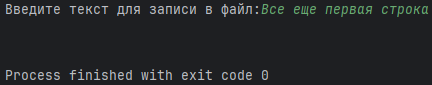 Введите текст для записи в файл:Все еще первая строка
Process finished with exit code 0